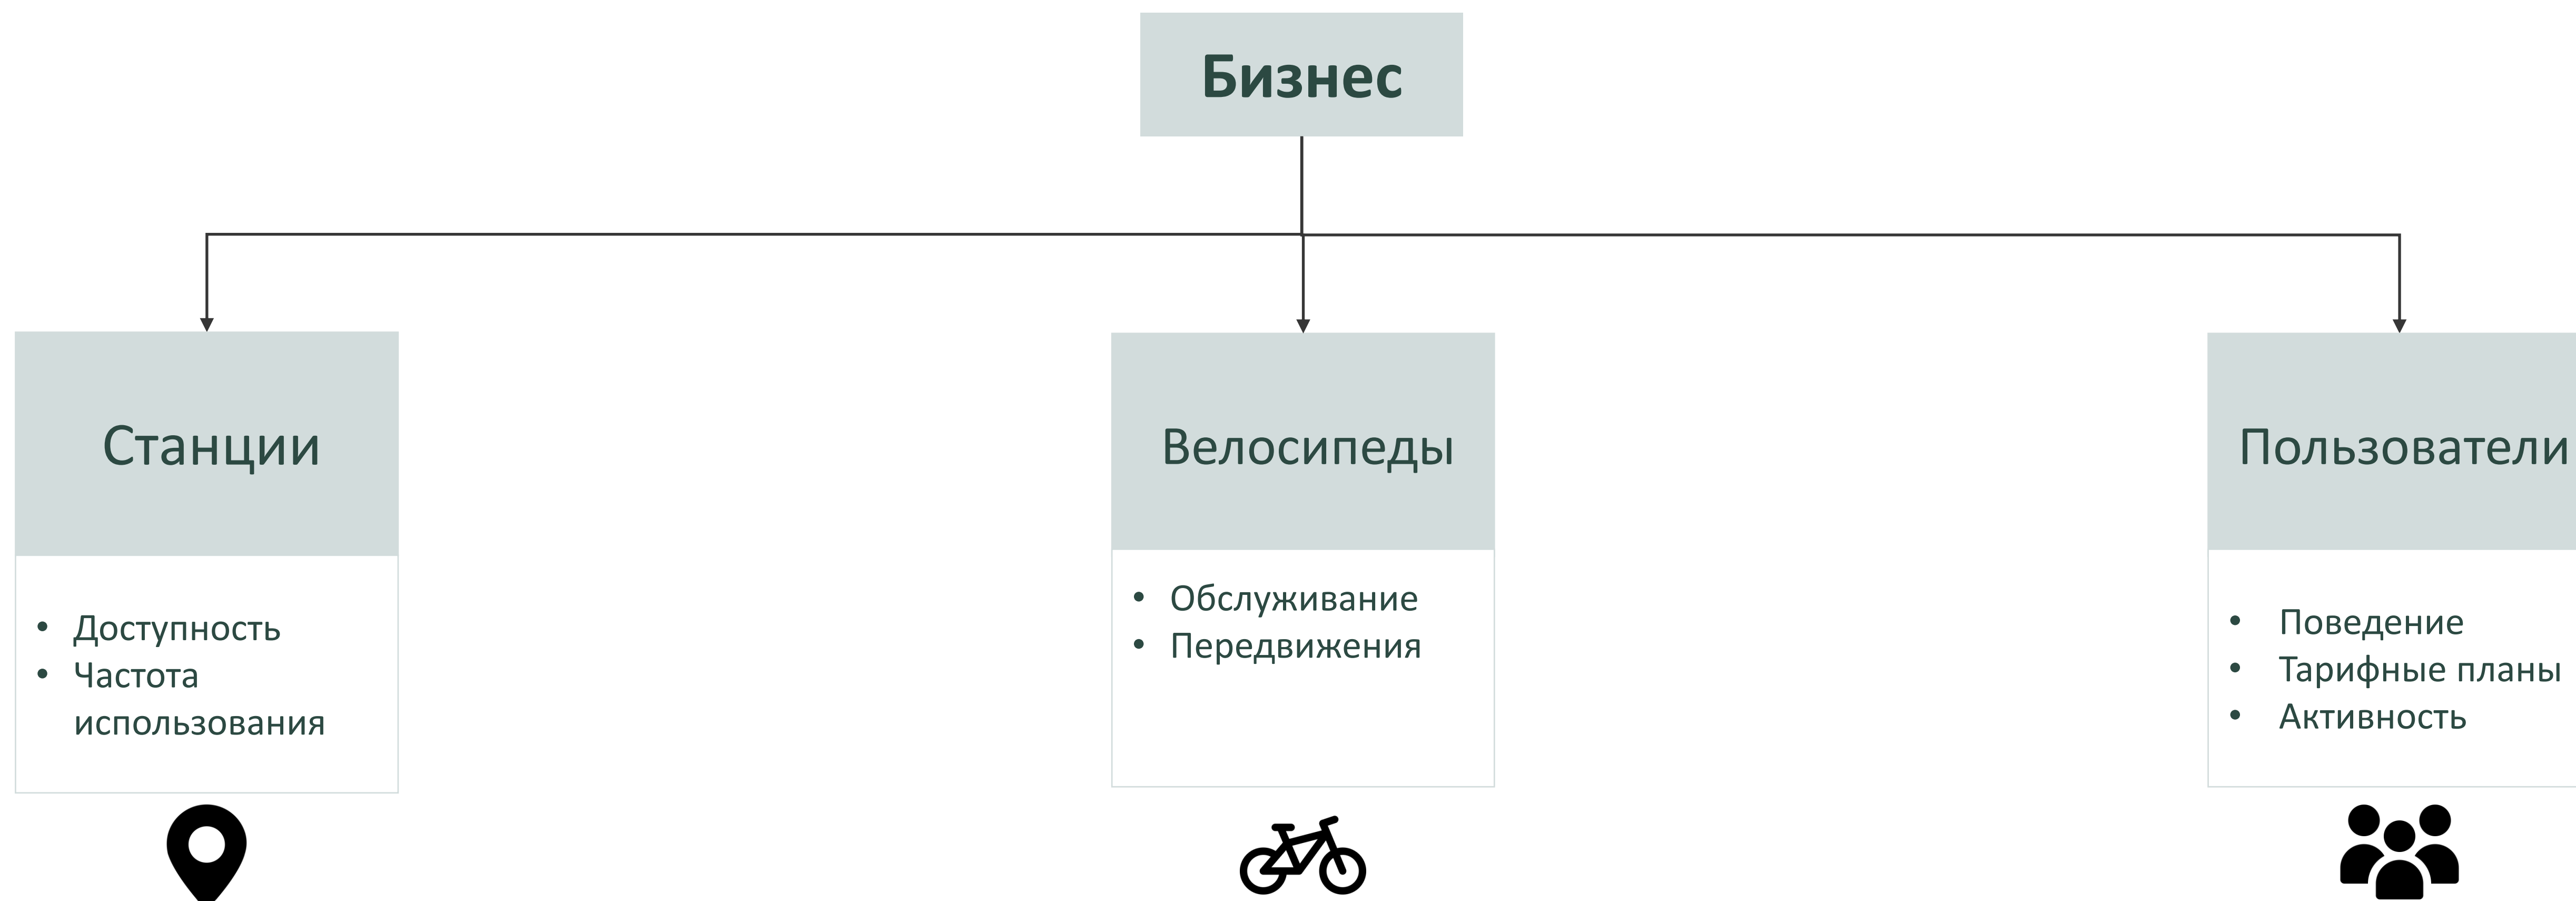 Бизнес
Станции
• Доступность
• Частота
использования
Велосипеды
• Обслуживание
• Передвижения
Пользователи
• Поведение
• Тарифные планы
• Активность